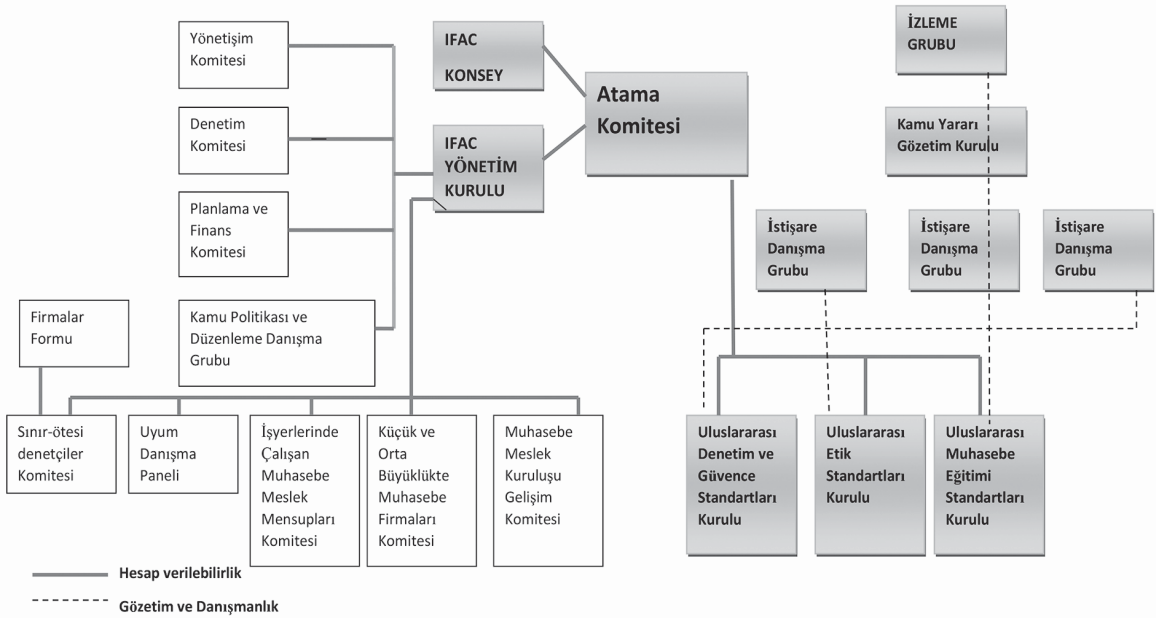 Yönetişim
Komitesi
IFAC
KONSEY
Atama
Komitesi
İZLEME
GRUBU
Denetim
Komitesi
IFAC
YÖNETİM
KURULU
Kamu Yararı
Gözetim Kurulu
Planlama ve
Finans
Komitesi
İstişare
Danışma
Grubu
İstişare
Danışma
Grubu
İstişare
Danışma
Grubu
Firmalar
Formu
Kamu Politikası ve
Düzenleme Danışma
Grubu
Sınır-ötesi
denetçiler
Komitesi
Uyum
Danışma
Paneli
İşyerlerinde
Çalışan
Muhasebe
Meslek
Mensupları
Komitesi
Küçük ve
Orta
Büyüklükte
Muhasebe
Firmaları
Komitesi
Muhasebe
Meslek
Kuruluşu
Gelişim
Komitesi
Uluslararası
Denetim ve
Güvence
Standartları
Kurulu
Uluslararası
Etik
Standartları
Kurulu
Uluslararası
Muhasebe
Eğitimi
Standartları
Kurulu
Hesap verilebilirlik
Gözetim ve Danışmanlık